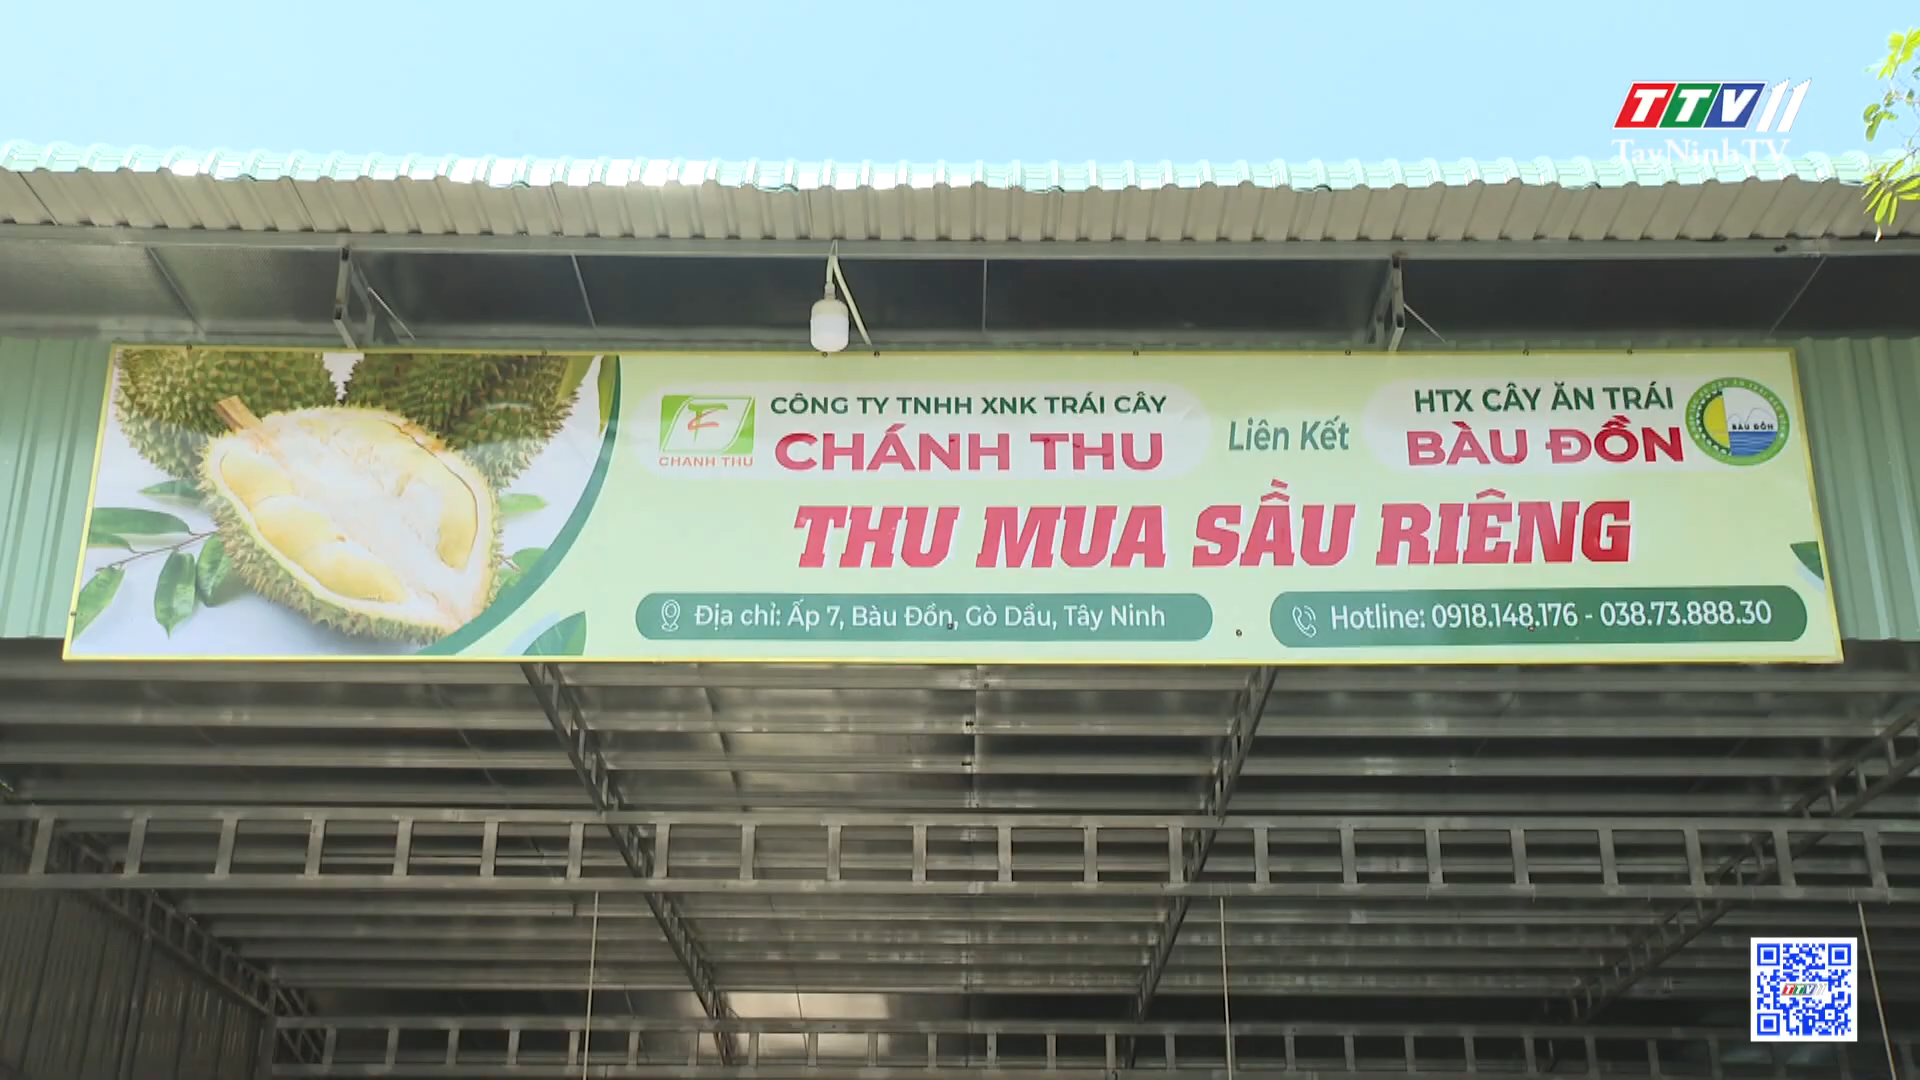 TTV11
TayNinhTV
CÔNG TY TNHH XNK TRÁI CÂY
CHÁNH THU
CHANH THU
Liên Kết
HTX CÂY ĂN TRÁI
BÀU ĐỒN
BÀU ĐỒN
THU MUA SẦU RIÊNG
Địa chỉ: Ấp 7, Bàu Đồn, Gò Dầu, Tây Ninh
Hotline: 0918.148.176 - 038.73.888.30
TTV11